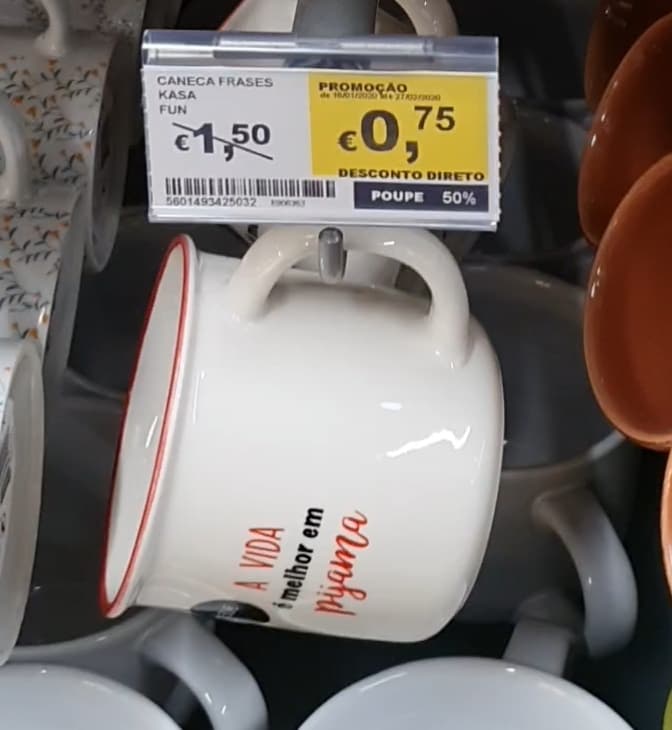 CANECA FRASES
KASA
FUN
€1,50
PROMOÇÃO
€0,75
DESCONTO DIRETO
POUPE 50%
5601493425032
A VIDA
é melhor em
pijama